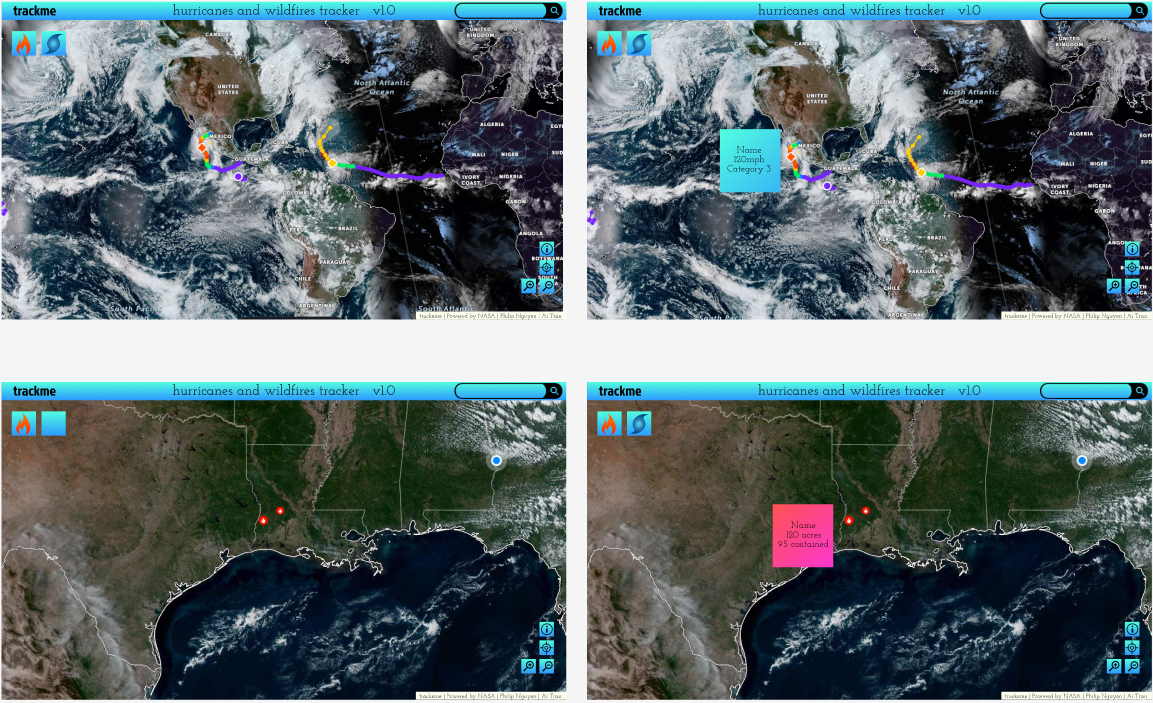 trackme hurricanes and wildfires tracker v1.0
CANADA
UNITED KINGDOM
North Atlantic Ocean
UNITED STATES
ALGERIA
MEXICO
CUBA
MALI
NIGER
GUATEMALA
IVORY COAST
NIGERIA
GABON
BRAZIL
ANGOLA
PARAGUAY
BOTSWANA
CHILE
SOUTH
ARGENTINA
South Atlantic
trackme | Powered by NASA | Philip Nguyen | Ai Tran
trackme hurricanes and wildfires tracker v1.0
CANADA
UNITED KINGDOM
North Atlantic Ocean
UNITED STATES
ALGERIA
Name
120mph
Category 3
MEXICO
CUBA
MALI
NIGER
GUATEMALA
IVORY COAST
NIGERIA
GABON
BRAZIL
PARAGUAY
CHILE
ARGENTINA
trackme | Powered by NASA | Philip Nguyen | Ai Tran
trackme hurricanes and wildfires tracker v1.0
trackme | Powered by NASA | Philip Nguyen | Ai Tran
trackme hurricanes and wildfires tracker v1.0
Name
120 acres
95 contained
trackme | Powered by NASA | Philip Nguyen | Ai Tran